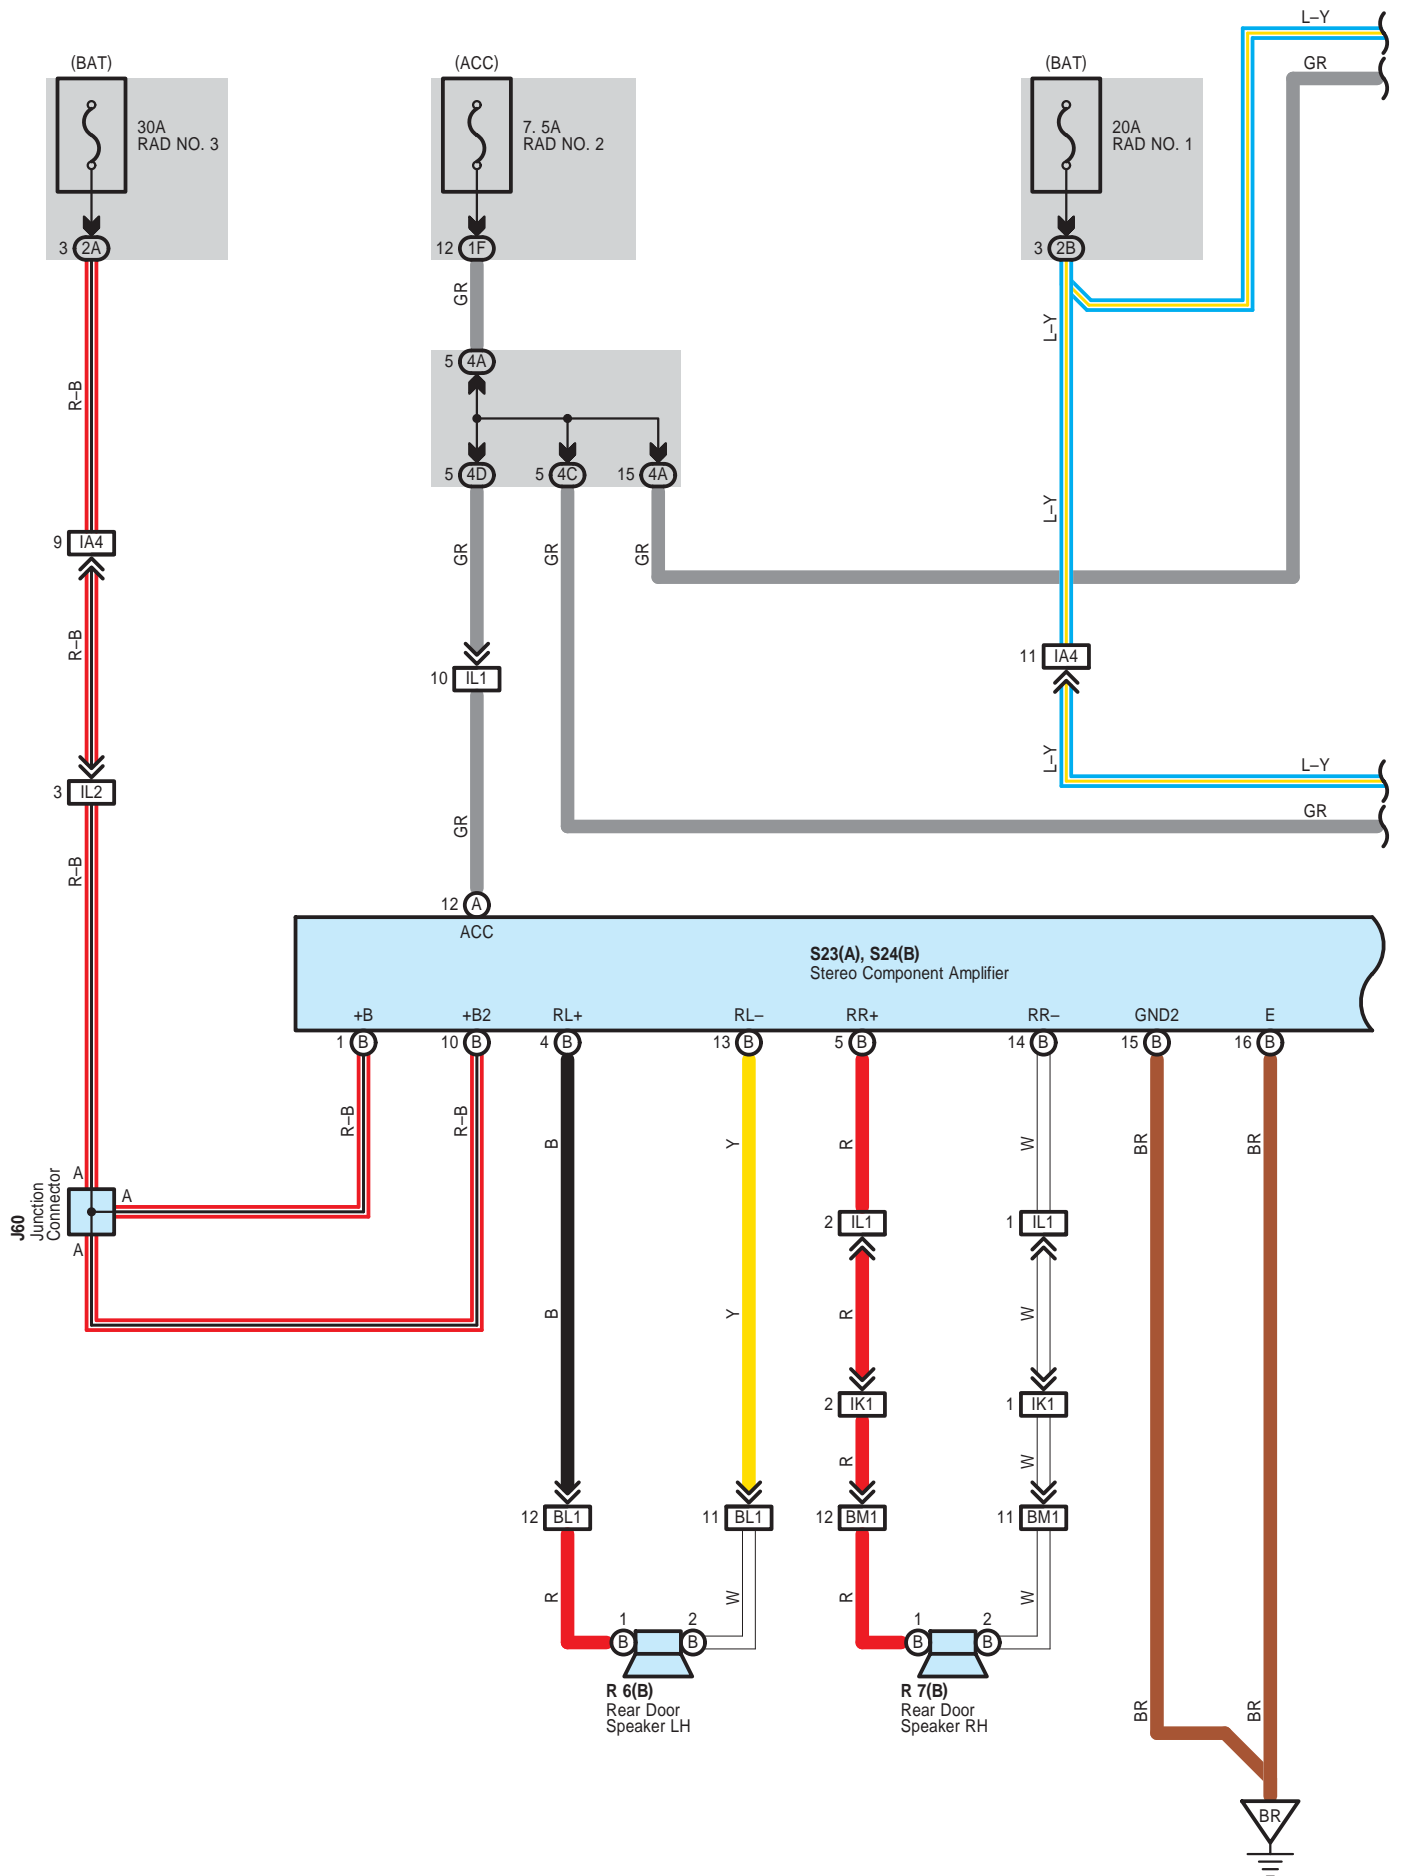 L–Y
(BAT)
(ACC)
(BAT)
GR
30A
RAD NO. 3
7. 5A
RAD NO. 2
20A
RAD NO. 1
3 2A
12 1F
3 2B
GR
L–Y
5 4A
R–B
5 4D
5 4C
15 4A
L–Y
9 IA4
GR
GR
GR
R–B
11 IA4
10 IL1
L–Y
L–Y
3 IL2
GR
GR
R–B
12 A
ACC
S23(A), S24(B)
Stereo Component Amplifier
+B
+B2
RL+
RL–
RR+
RR–
GND2
E
1 B
10 B
4 B
13 B
5 B
14 B
15 B
16 B
R–B
R–B
B
Y
R
W
BR
BR
A
A
J60
Junction
Connector
A
2 IL1
1 IL1
B
Y
R
W
2 IK1
1 IK1
R
W
12 BL1
11 BL1
12 BM1
11 BM1
R
W
R
W
1
2
1
2
B
B
B
B
R 6(B)
Rear Door
Speaker LH
R 7(B)
Rear Door
Speaker RH
BR
BR
BR